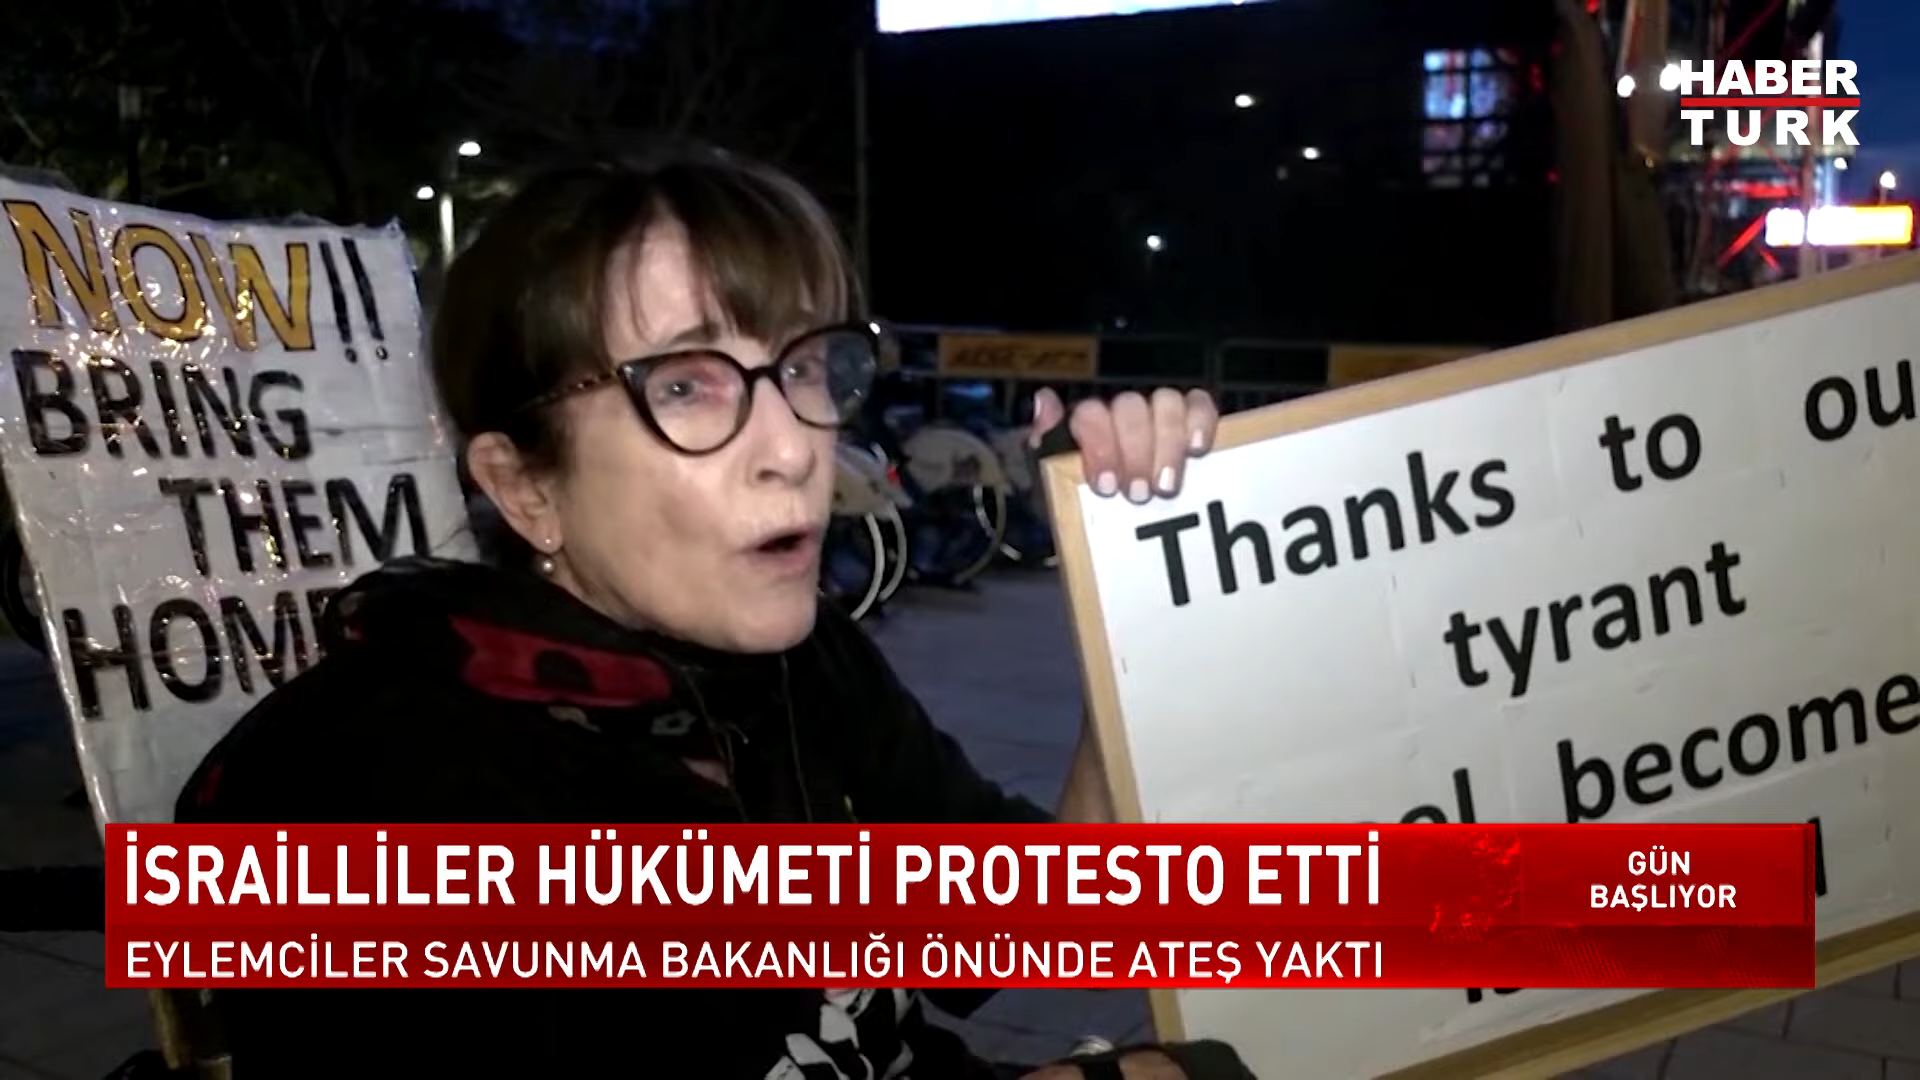 HABER
TURK
NOW!!
BRING
THEM
Thanks to
tyrant
become
İSRAİLLİLER HÜKÜMETİ PROTESTO ETTİ
GÜN
BAŞLIYOR
EYLEMCİLER SAVUNMA BAKANLIĞI ÖNÜNDE ATEŞ YAKTI